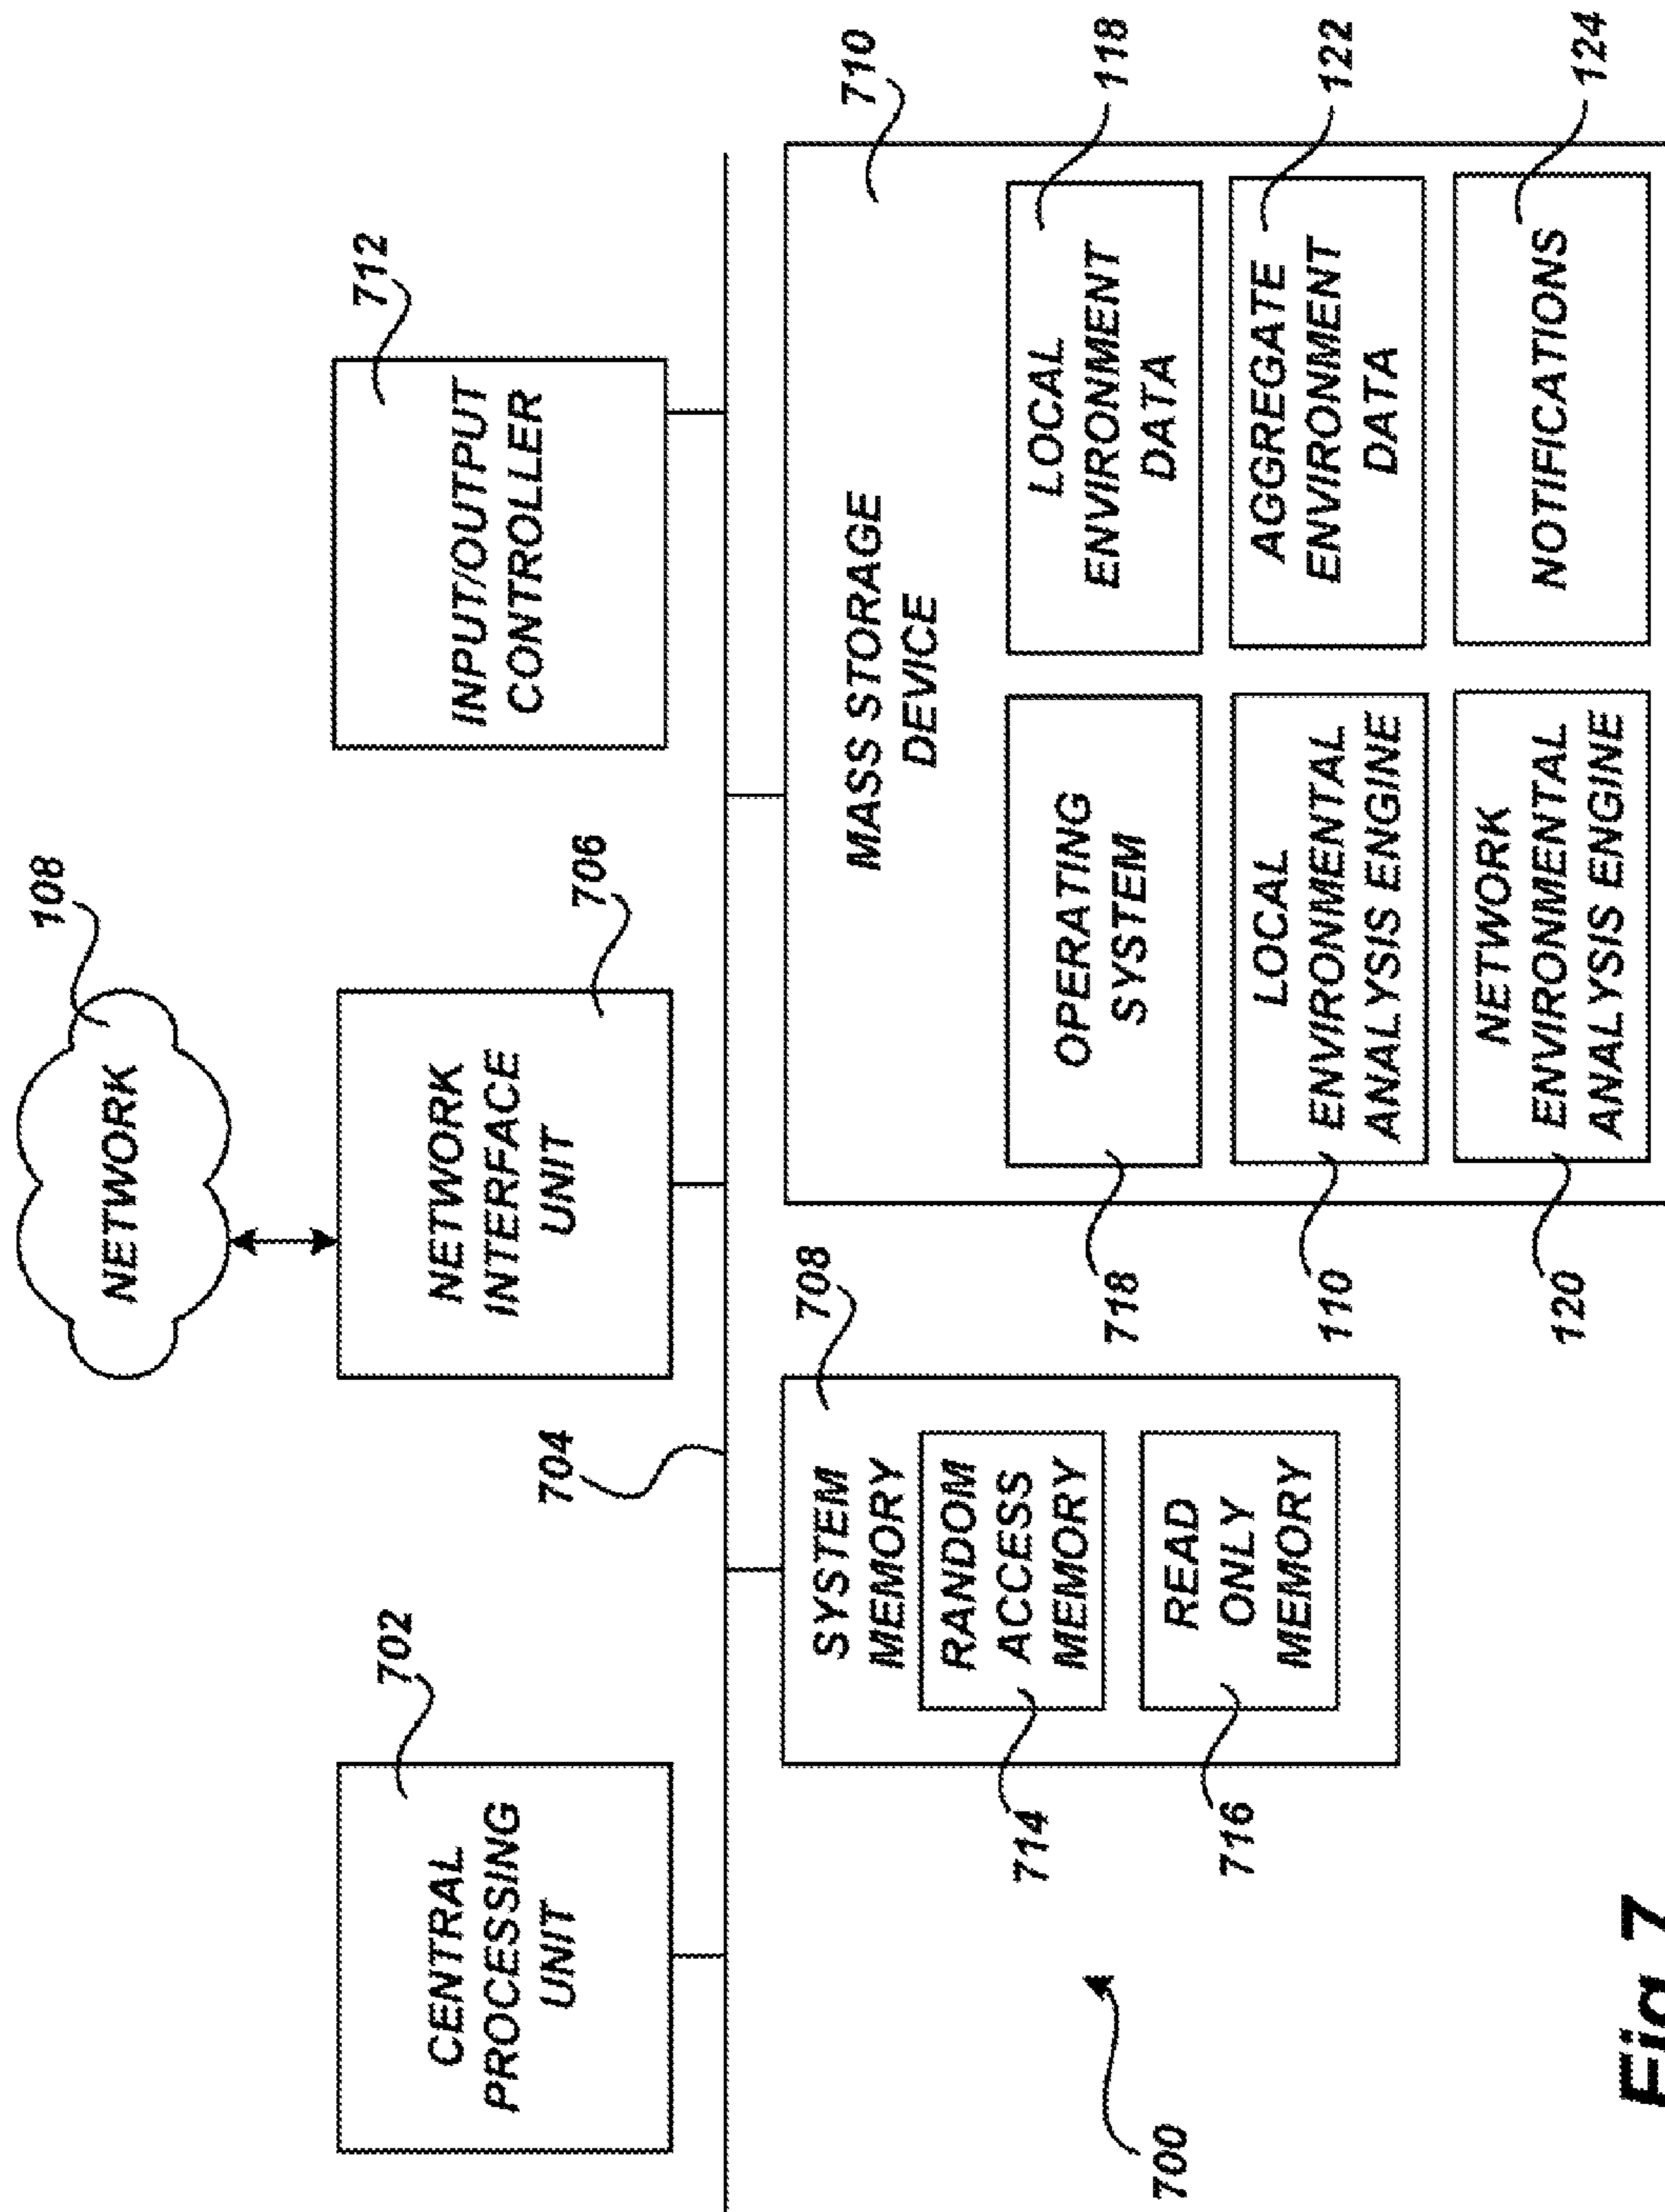 108
NETWORK
702
CENTRAL
PROCESSING
UNIT
706
NETWORK
INTERFACE
UNIT
712
INPUT/OUTPUT
CONTROLLER
704
708
SYSTEM
MEMORY
RANDOM
ACCESS
MEMORY
714
READ
ONLY
MEMORY
716
710
MASS STORAGE
DEVICE
OPERATING
SYSTEM
718
LOCAL
ENVIRONMENT
DATA
118
LOCAL
ENVIRONMENTAL
ANALYSIS ENGINE
110
AGGREGATE
ENVIRONMENT
DATA
122
NETWORK
ENVIRONMENTAL
ANALYSIS ENGINE
120
NOTIFICATIONS
124
700
Fig 7